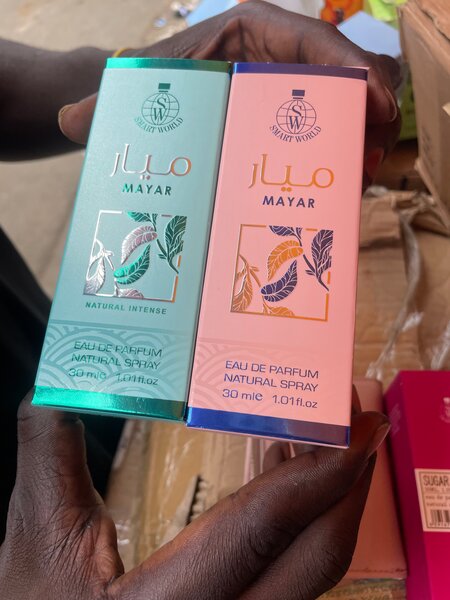 S
W
SMART WORLD
ميار
MAYAR
NATURAL INTENSE
EAU DE PARFUM
NATURAL SPRAY
30 ml e 1.01fl.oz
S
W
SMART WORLD
ميار
MAYAR
EAU DE PARFUM
NATURAL SPRAY
30 ml e 1.01fl.oz
SUGAR